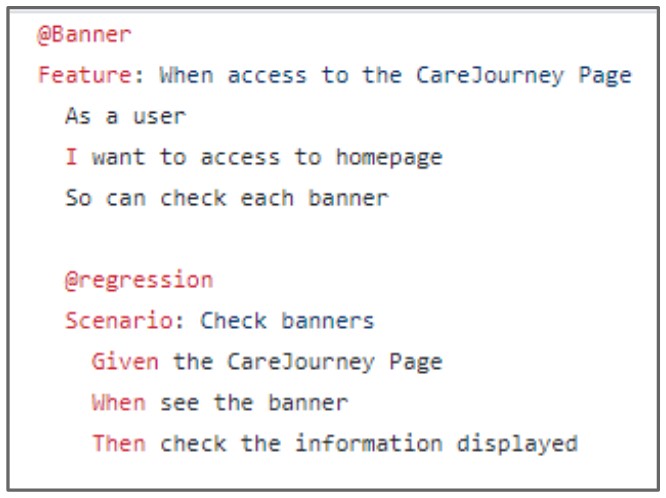 @Banner
Feature: When access to the CareJourney Page
As a user
I want to access to homepage
So can check each banner
@regression
Scenario: Check banners
Given the CareJourney Page
When see the banner
Then check the information displayed